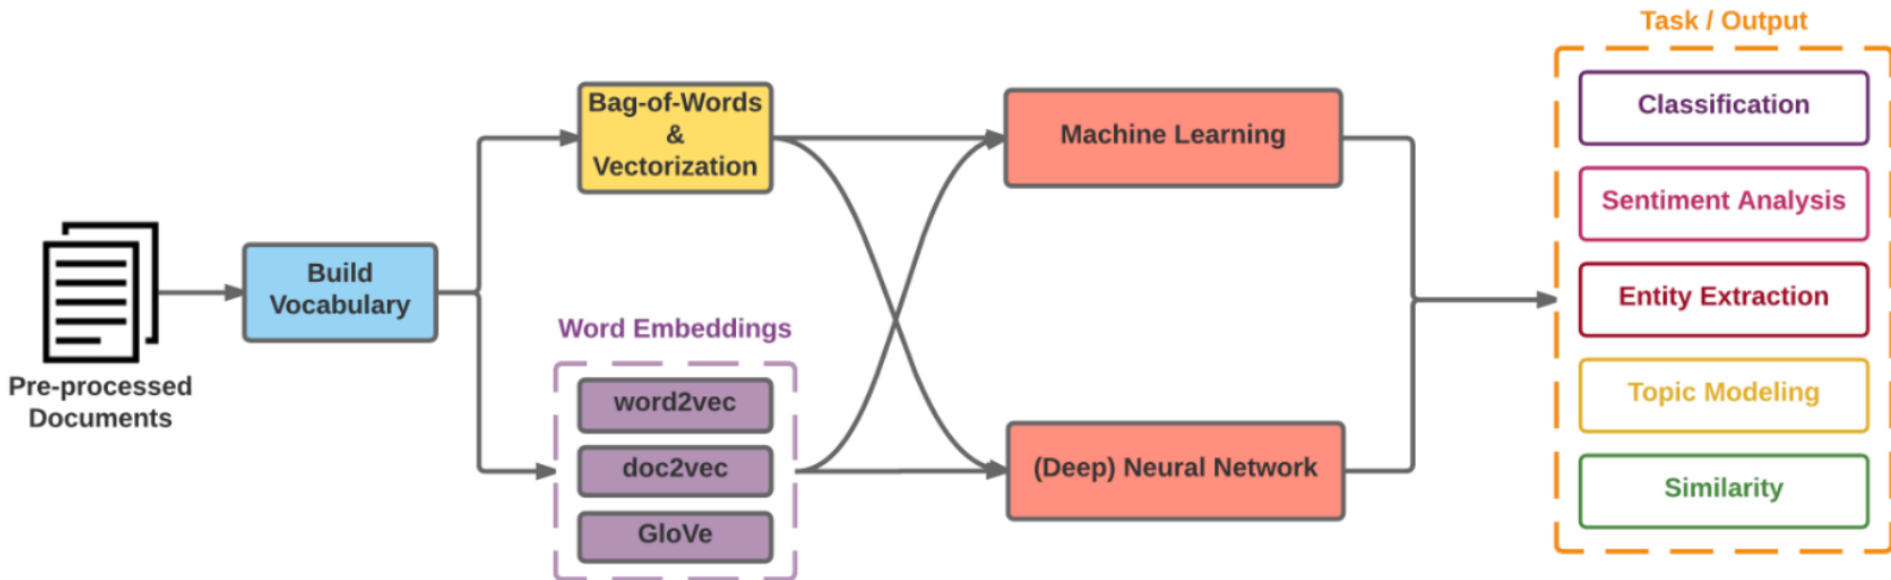 Pre-processed
Documents
Build
Vocabulary
Bag-of-Words
&
Vectorization
Word Embeddings
word2vec
doc2vec
GloVe
Machine Learning
(Deep) Neural Network
Task / Output
Classification
Sentiment Analysis
Entity Extraction
Topic Modeling
Similarity